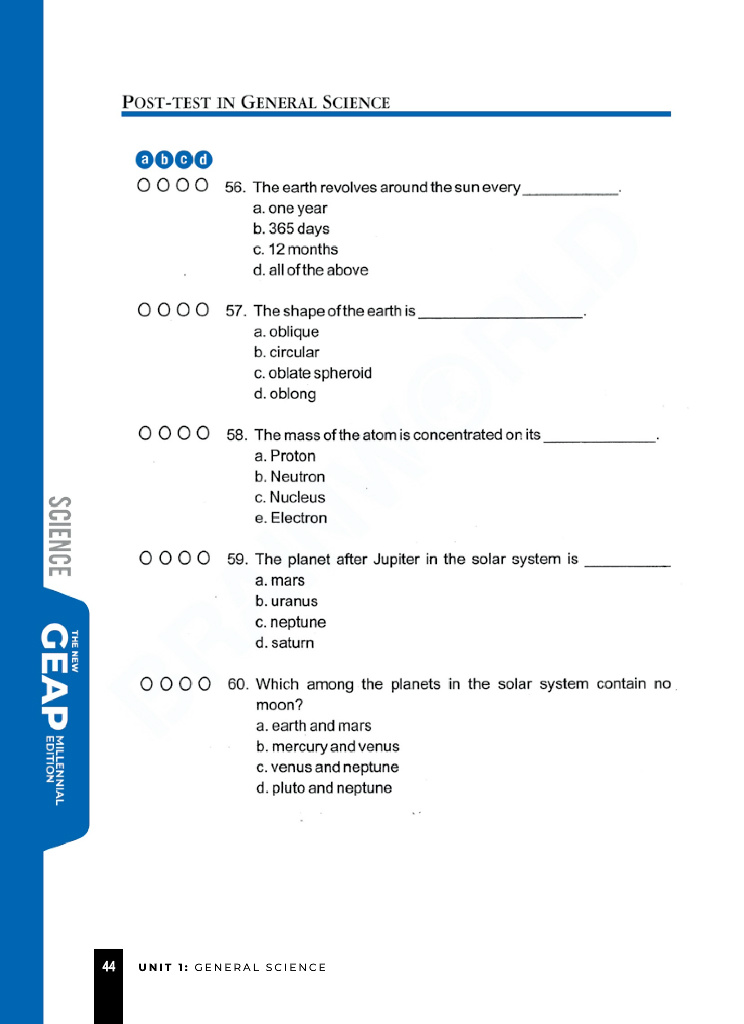 POST-TEST IN GENERAL SCIENCE
a b c d
56. The earth revolves around the sun every ____________.
a. one year
b. 365 days
c. 12 months
d. all of the above
57. The shape of the earth is _____________________.
a. oblique
b. circular
c. oblate spheroid
d. oblong
58. The mass of the atom is concentrated on its ______________.
a. Proton
b. Neutron
c. Nucleus
e. Electron
59. The planet after Jupiter in the solar system is ___________
a. mars
b. uranus
c. neptune
d. saturn
60. Which among the planets in the solar system contain no
moon?
a. earth and mars
b. mercury and venus
c. venus and neptune
d. pluto and neptune
SCIENCE
THE NEW
GEAP
MILLENNIAL
EDITION
44 UNIT 1: GENERAL SCIENCE